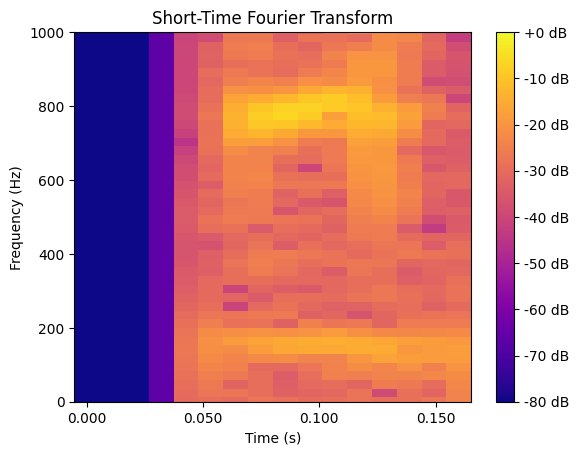 Short-Time Fourier Transform
Frequency (Hz)
1000
800
600
400
200
0
0.000
0.050
0.100
0.150
Time (s)
+0 dB
-10 dB
-20 dB
-30 dB
-40 dB
-50 dB
-60 dB
-70 dB
-80 dB